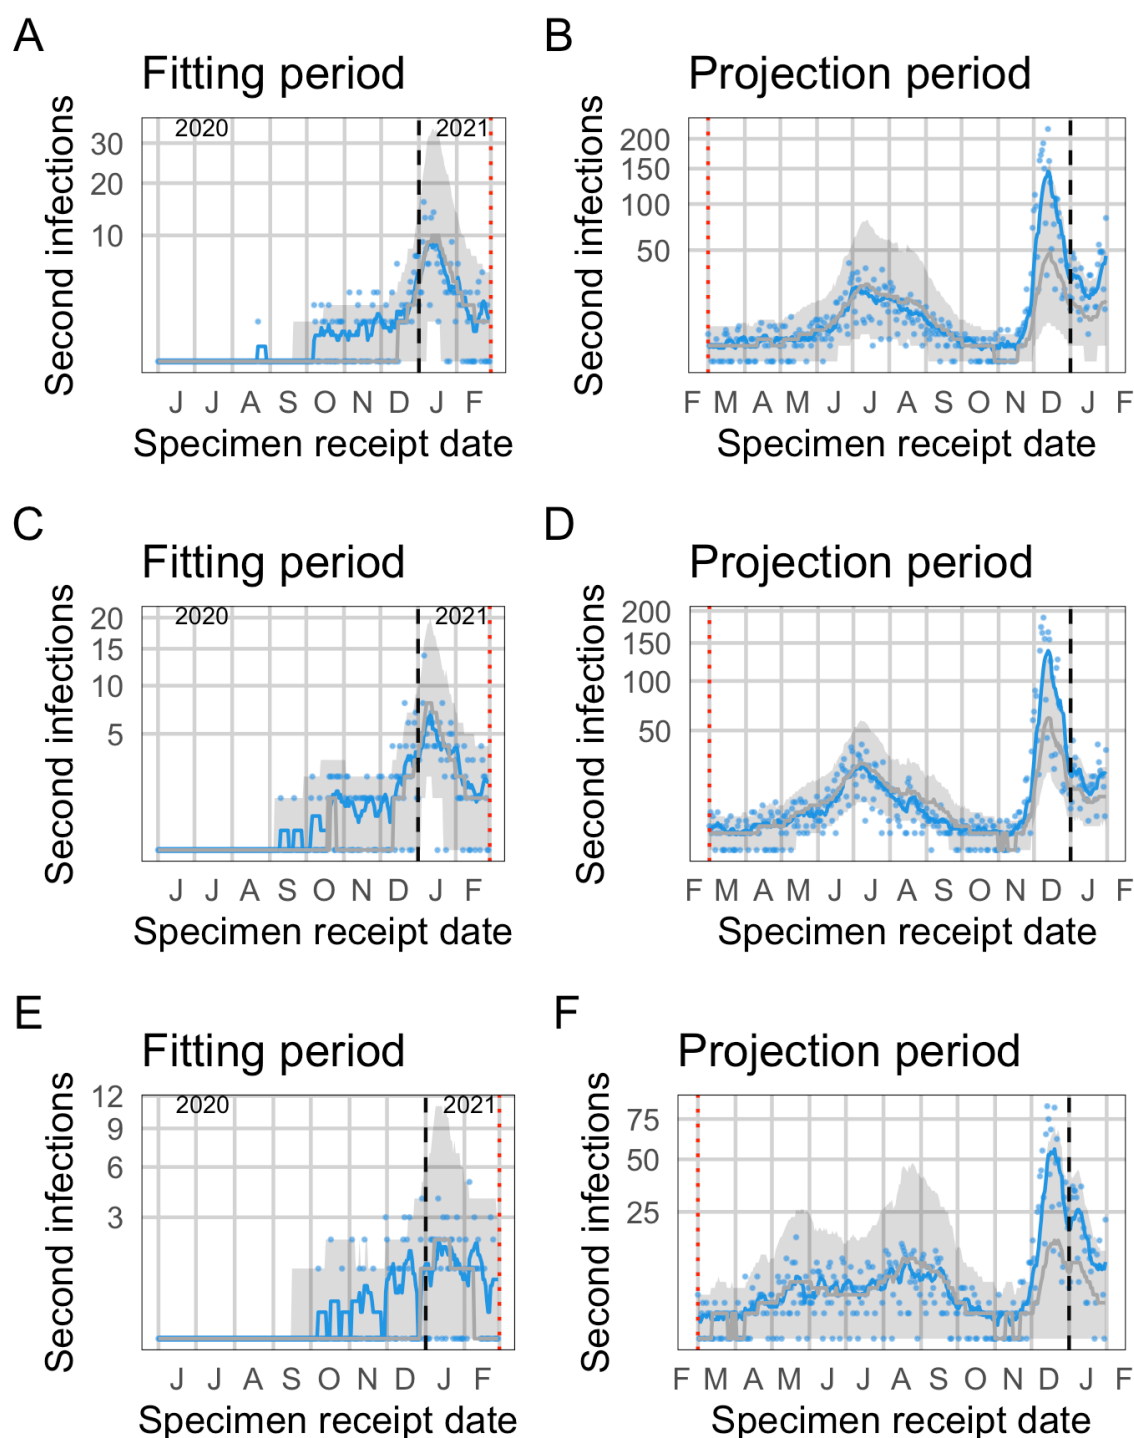 A
Fitting period
Second infections
2020
2021
30
20
10
J J A S O N D J F
Specimen receipt date
B
Projection period
Second infections
200
150
100
50
F M A M J J A S O N D J F
Specimen receipt date
C
Fitting period
Second infections
2020
2021
20
15
10
5
J J A S O N D J F
Specimen receipt date
D
Projection period
Second infections
200
150
100
50
F M A M J J A S O N D J F
Specimen receipt date
E
Fitting period
Second infections
2020
2021
12
9
6
3
J J A S O N D J F
Specimen receipt date
F
Projection period
Second infections
75
50
25
F M A M J J A S O N D J F
Specimen receipt date